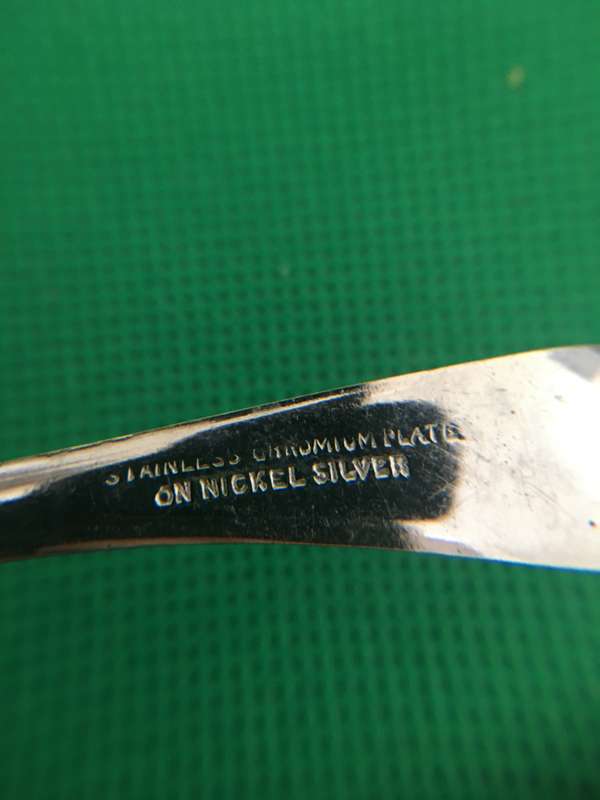 STAINLESS CHROMIUM PLATE
ON NICKEL SILVER